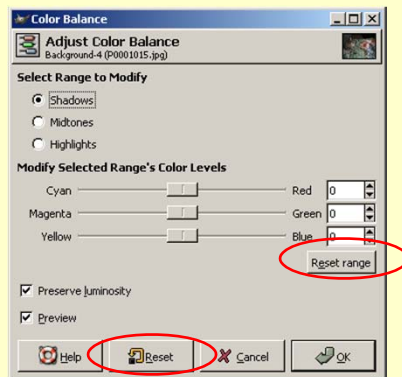 Color Balance
Adjust Color Balance
Background-4 (P0001015.jpg)
Select Range to Modify
Shadows
Midtones
Highlights
Modify Selected Range's Color Levels
Cyan Red 0
Magenta Green 0
Yellow Blue 0
Reset range
Preserve luminosity
Preview
Help Reset Cancel OK